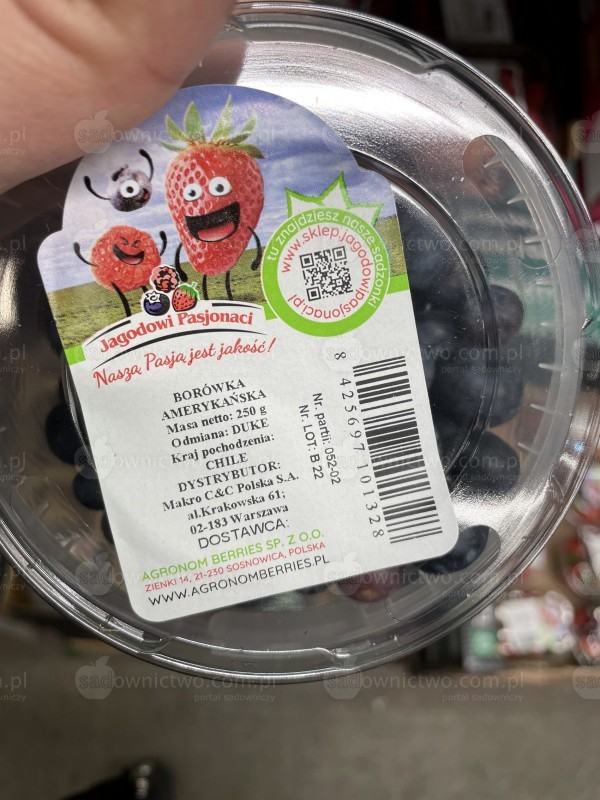 tu znajdziesz nasze sadzonki
www.sklep.jagodowipasjonaci.pl
Jagodowi Pasjonaci
Naszą Pasją jest jakość!
BORÓWKA
AMERYKAŃSKA
Masa netto: 250 g
Odmiana: DUKE
Kraj pochodzenia:
CHILE
DYSTRYBUTOR:
Makro C&C Polska S.A.
al.Krakowska 61;
02-183 Warszawa
DOSTAWCA:
AGRONOM BERRIES SP. Z O.O.
ZIENKI 14, 21-230 SOSNOWICA, POLSKA
WWW.AGRONOMBERRIES.PL
Nr. partii: 062-02
Nr. LOT: B 22
8 425697 101328
sadownictwo.com.pl
portal sadowniczy